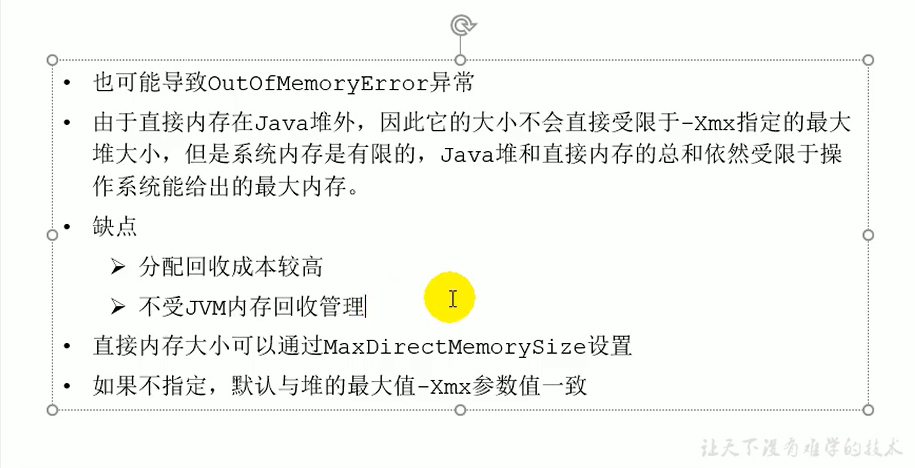 • 也可能导致OutOfMemoryError异常
• 由于直接内存在Java堆外，因此它的大小不会直接受限于-Xmx指定的最大
堆大小，但是系统内存是有限的，Java堆和直接内存的总和依然受限于操
作系统能给出的最大内存。
• 缺点
➢ 分配回收成本较高
➢ 不受JVM内存回收管理
• 直接内存大小可以通过MaxDirectMemorySize设置
• 如果不指定，默认与堆的最大值-Xmx参数值一致
让天下没有难学的技术